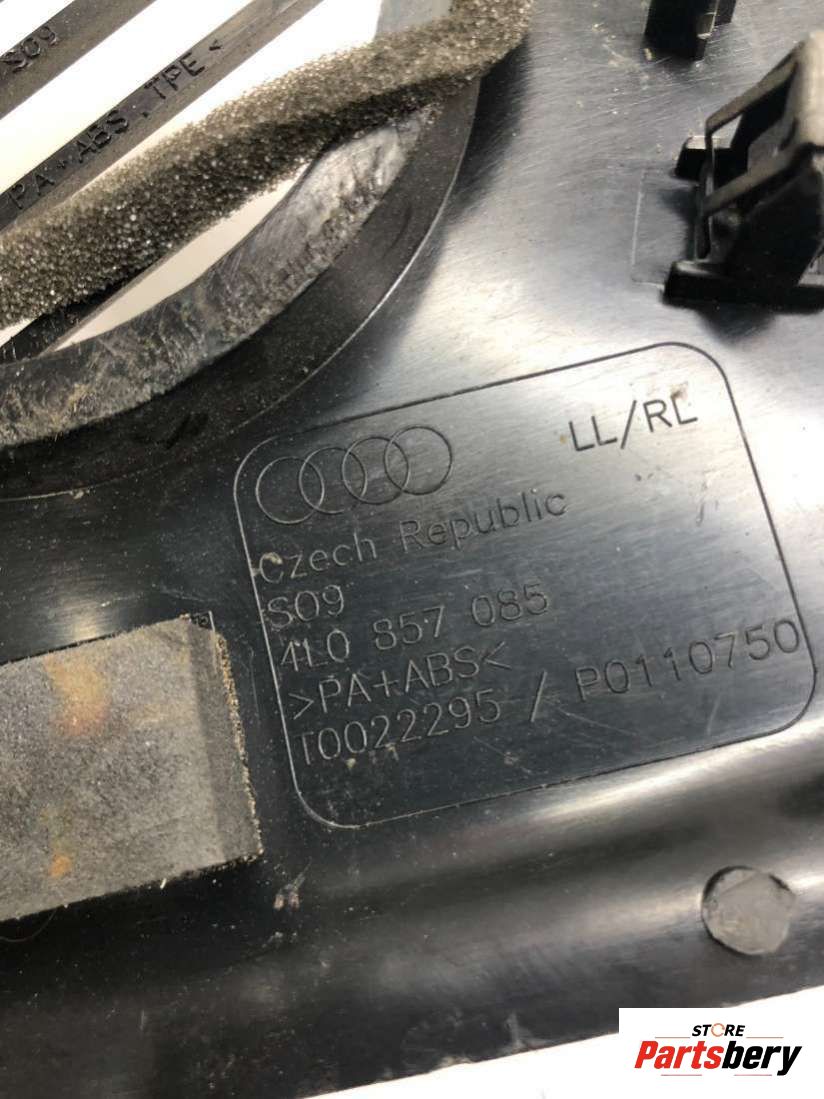 S09
PA+ABS.TPE<
LL/RL
Czech Republic
S09
4L0 857 085
>PA+ABS<
T0022295 / P0110750
STORE
Partsbery